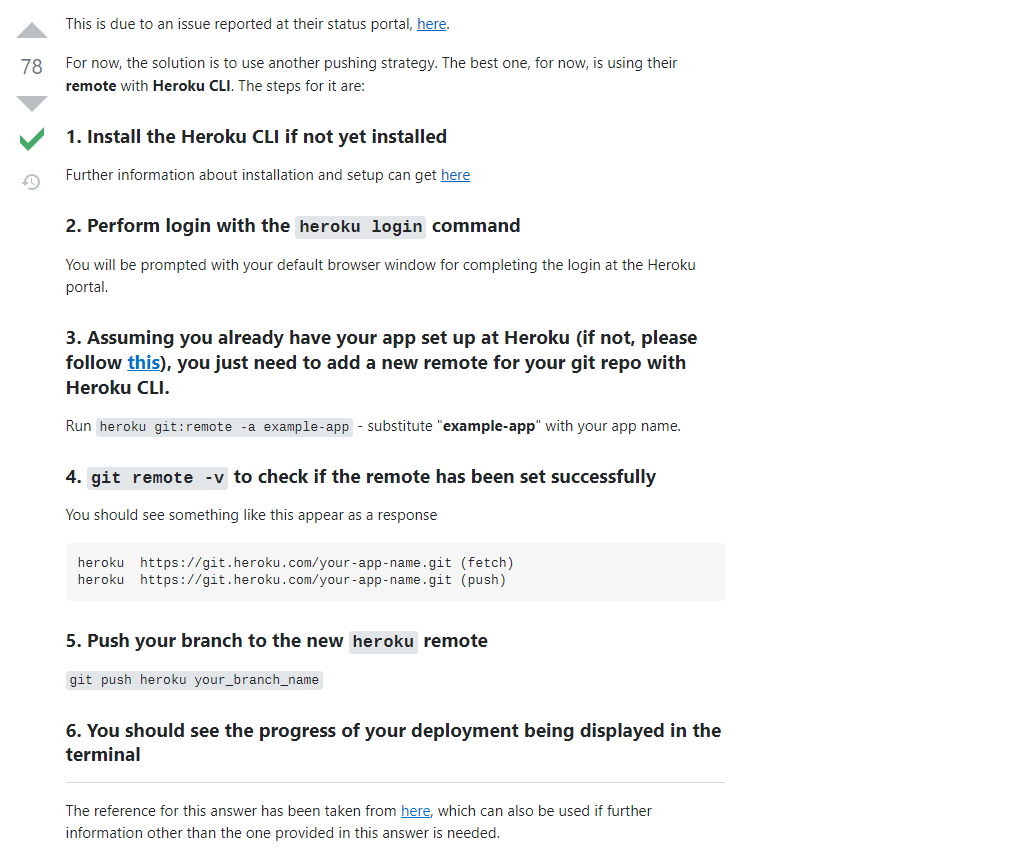 This is due to an issue reported at their status portal, here.
78
For now, the solution is to use another pushing strategy. The best one, for now, is using their
remote with Heroku CLI. The steps for it are:
1. Install the Heroku CLI if not yet installed
Further information about installation and setup can get here
2. Perform login with the heroku login command
You will be prompted with your default browser window for completing the login at the Heroku
portal.
3. Assuming you already have your app set up at Heroku (if not, please
follow this), you just need to add a new remote for your git repo with
Heroku CLI.
Run heroku git:remote -a example-app - substitute "example-app" with your app name.
4. git remote -v to check if the remote has been set successfully
You should see something like this appear as a response
heroku  https://git.heroku.com/your-app-name.git (fetch)
heroku  https://git.heroku.com/your-app-name.git (push)
5. Push your branch to the new heroku remote
git push heroku your_branch_name
6. You should see the progress of your deployment being displayed in the
terminal
The reference for this answer has been taken from here, which can also be used if further
information other than the one provided in this answer is needed.